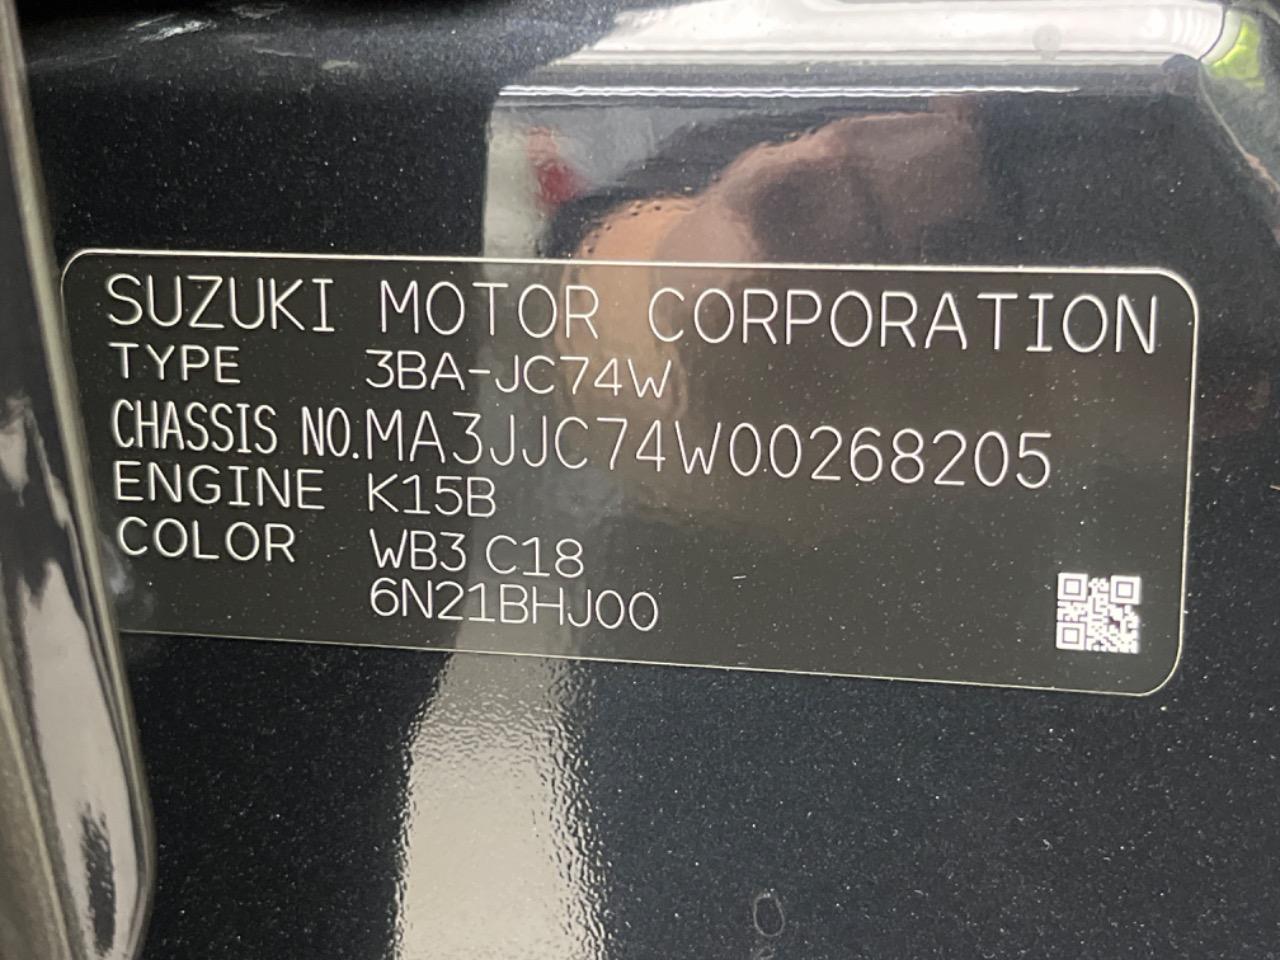 SUZUKI MOTOR CORPORATION
TYPE 3BA-JC74W
CHASSIS NO.MA3JJC74W00268205
ENGINE K15B
COLOR WB3 C18
6N21BHJ00